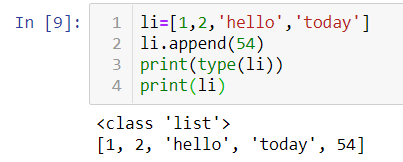 In [9]:
1 li=[1,2,'hello','today']
2 li.append(54)
3 print(type(li))
4 print(li)
<class 'list'>
[1, 2, 'hello', 'today', 54]